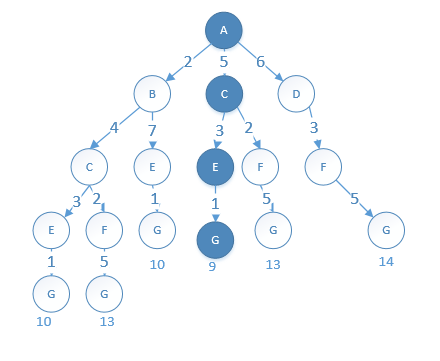 A
2 5 6
B C D
4 7 3 2 3
C E E F F
3 2 1 1 5 5
E F G G G G
1 5 10 9 13 14
G G
10 13